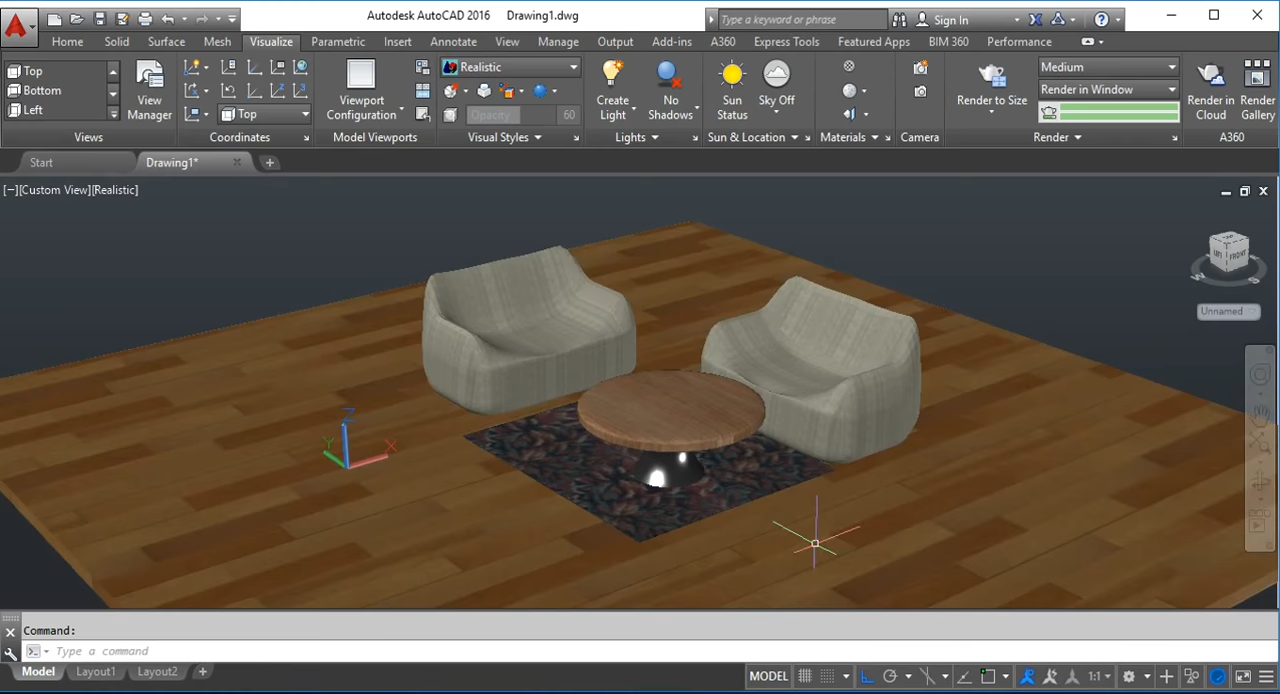 Autodesk AutoCAD 2016 Drawing1.dwg
Type a keyword or phrase
Sign In
Home Solid Surface Mesh Visualize Parametric Insert Annotate View Manage Output Add-ins A360 Express Tools Featured Apps BIM 360 Performance
Top
Bottom
Left
View
Manager
Top
Viewport
Configuration
Realistic
Opacity 60
Create
Light
No
Shadows
Sun
Status
Sky Off
Render to Size
Medium
Render in Window
Render in
Cloud
Render
Gallery
Views Coordinates Model Viewports Visual Styles Lights Sun & Location Materials Camera Render A360
Start Drawing1*
[−][Custom View][Realistic]
TOP
FRONT
W
S
Unnamed
Z
Y
X
Command:
Type a command
Model Layout1 Layout2
MODEL
1:1